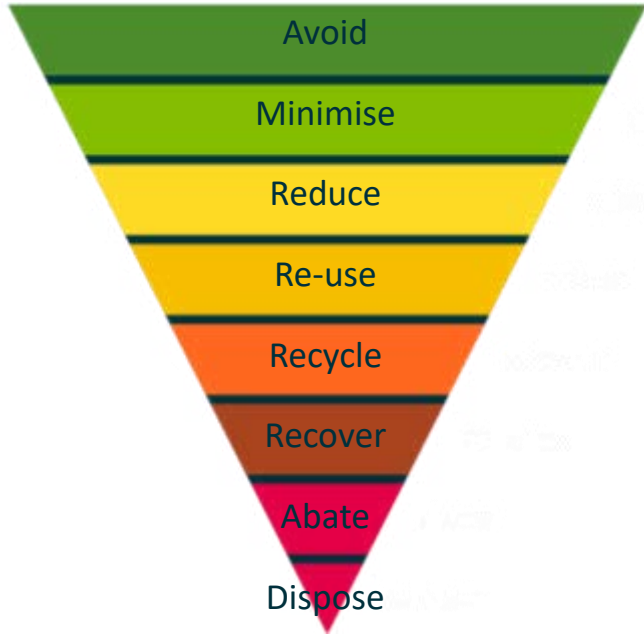 Avoid
Minimise
Reduce
Re-use
Recycle
Recover
Abate
Dispose